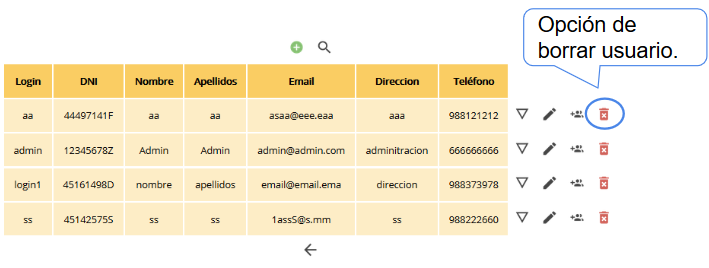 Opción de
borrar usuario.
Login DNI Nombre Apellidos Email Direccion Teléfono
aa 44497141F aa aa asaa@eee.eaa aaa 988121212
admin 12345678Z Admin Admin admin@admin.com adminitracion 666666666
login1 45161498D nombre apellidos email@email.ema direccion 988373978
ss 45142575S ss ss 1assS@s.mm ss 988222660